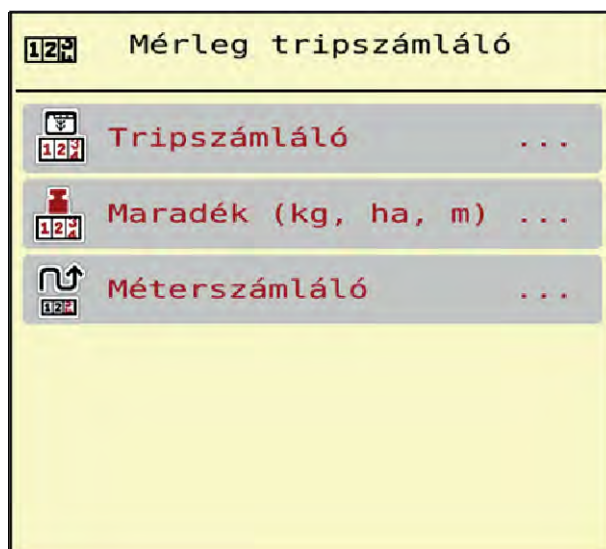 Mérleg tripszámláló
Tripszámláló ...
Maradék (kg, ha, m) ...
Méterszámláló ...